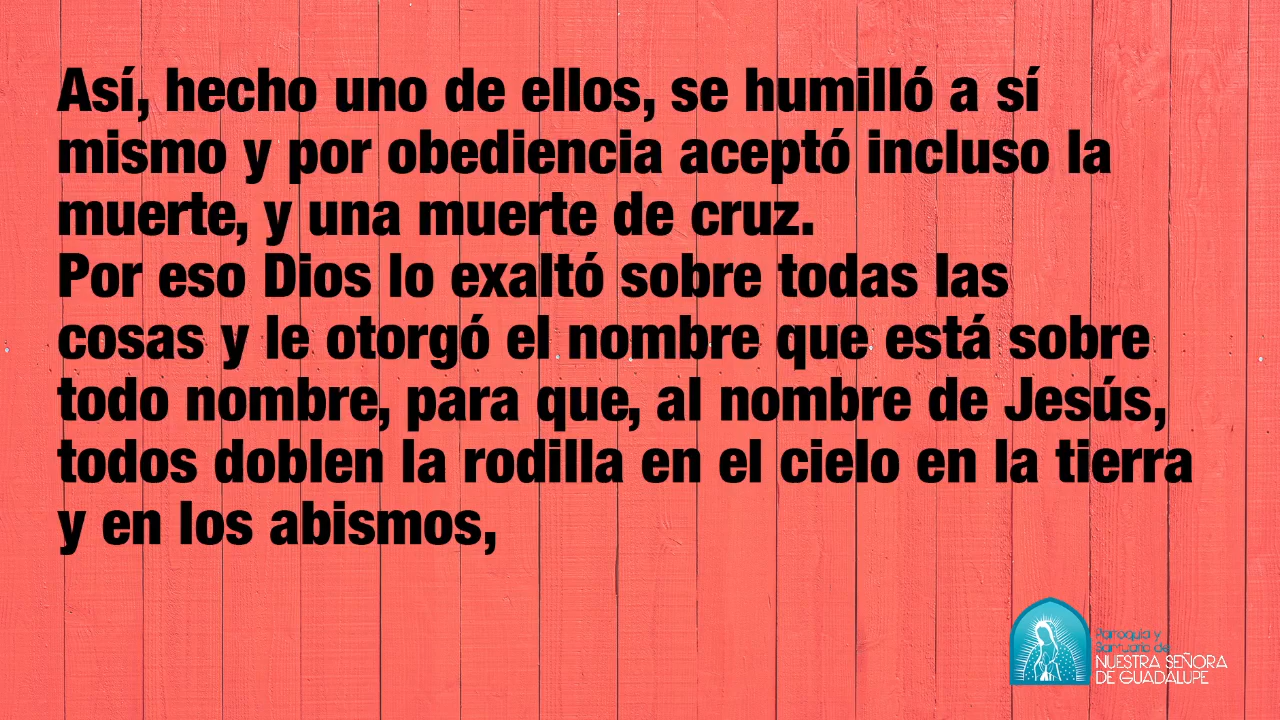 Así, hecho uno de ellos, se humilló a sí
mismo y por obediencia aceptó incluso la
muerte, y una muerte de cruz.
Por eso Dios lo exaltó sobre todas las
cosas y le otorgó el nombre que está sobre
todo nombre, para que, al nombre de Jesús,
todos doblen la rodilla en el cielo en la tierra
y en los abismos,
Parroquia y
Santuario de
NUESTRA SEÑORA
DE GUADALUPE